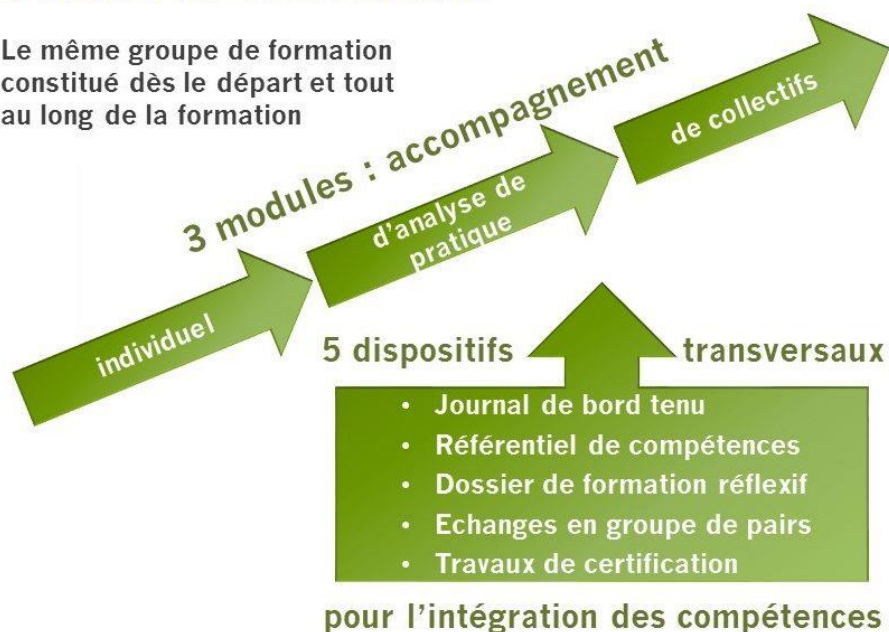 Le même groupe de formation
constitué dès le départ et tout
au long de la formation
3 modules : accompagnement
individuel
d'analyse de
pratique
de collectifs
5 dispositifs transversaux
• Journal de bord tenu
• Référentiel de compétences
• Dossier de formation réflexif
• Echanges en groupe de pairs
• Travaux de certification
pour l'intégration des compétences